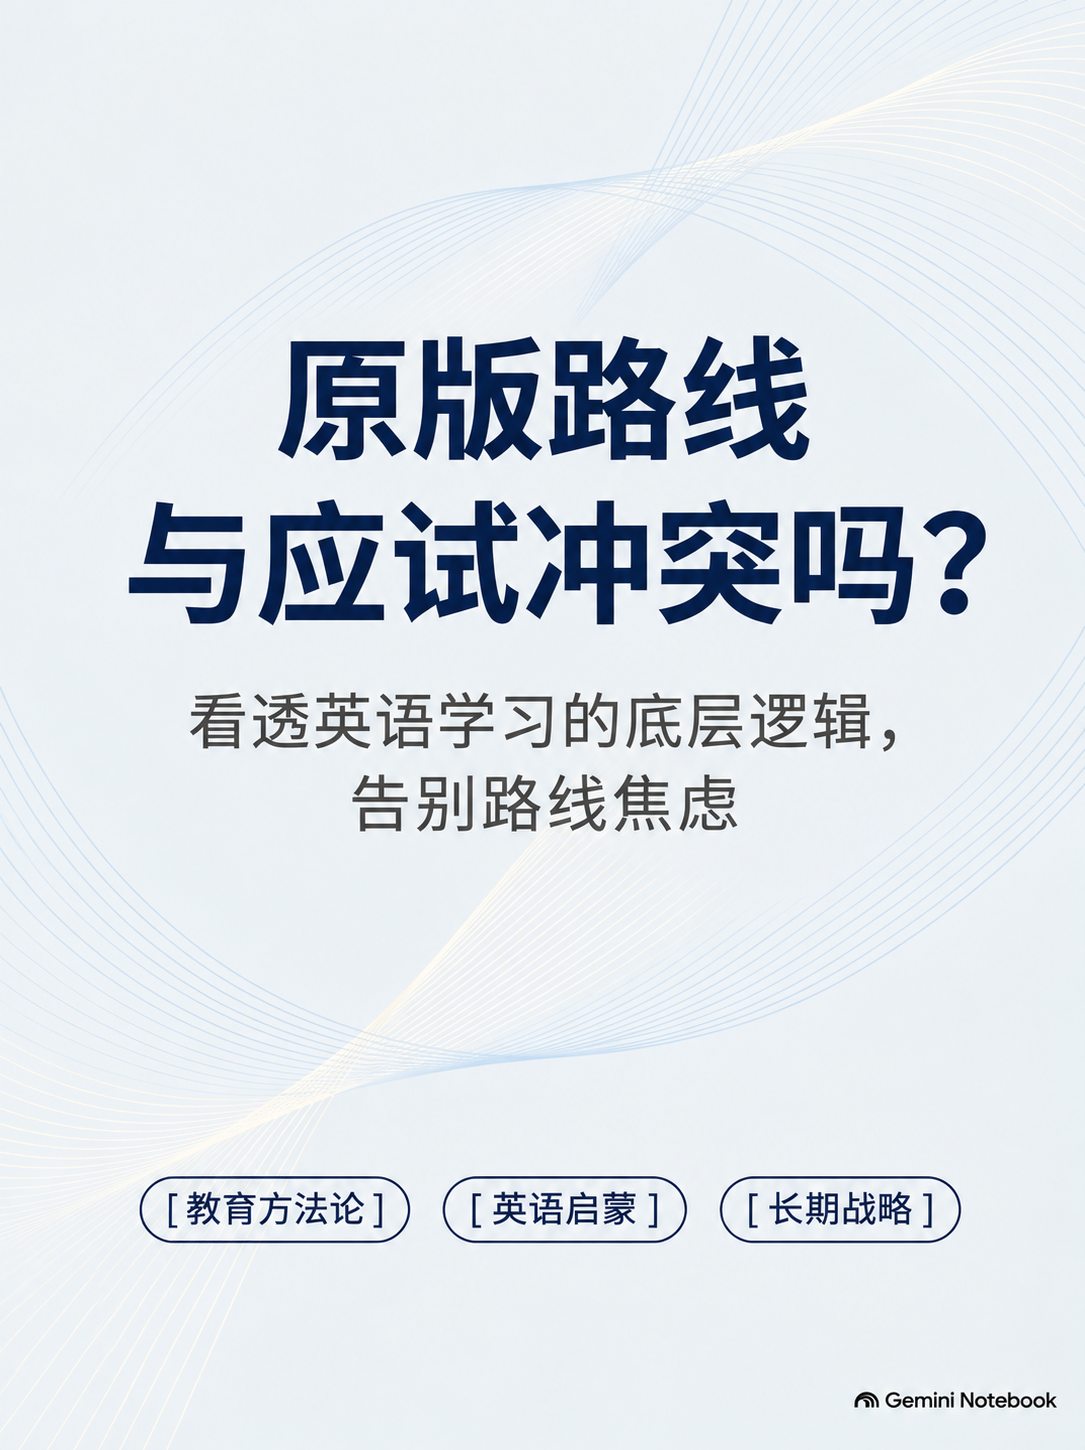 原版路线
与应试冲突吗？
看透英语学习的底层逻辑，
告别路线焦虑
[ 教育方法论 ]
[ 英语启蒙 ]
[ 长期战略 ]
Gemini Notebook